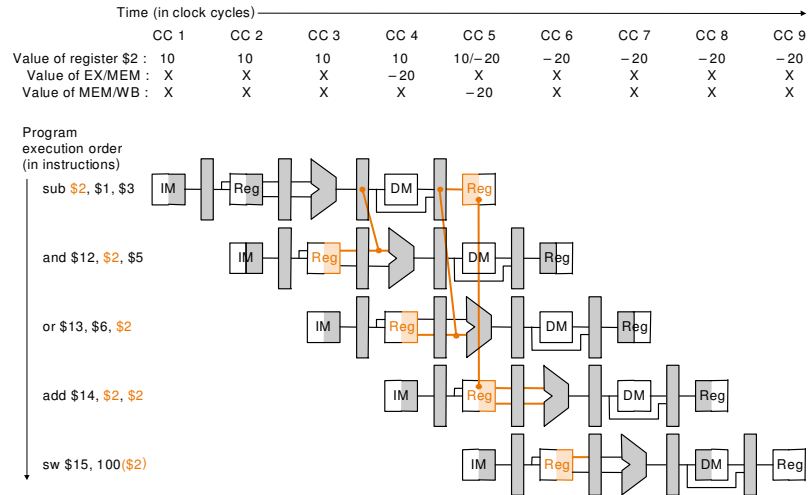 Time (in clock cycles)
CC 1 CC 2 CC 3 CC 4 CC 5 CC 6 CC 7 CC 8 CC 9
Value of register $2 : 10 10 10 10 10/−20 −20 −20 −20 −20
Value of EX/MEM : X X X −20 X X X X X
Value of MEM/WB : X X X X −20 X X X X
Program
execution order
(in instructions)
sub $2, $1, $3 IM Reg DM Reg
and $12, $2, $5 IM Reg DM Reg
or $13, $6, $2 IM Reg DM Reg
add $14, $2, $2 IM Reg DM Reg
sw $15, 100($2) IM Reg DM Reg